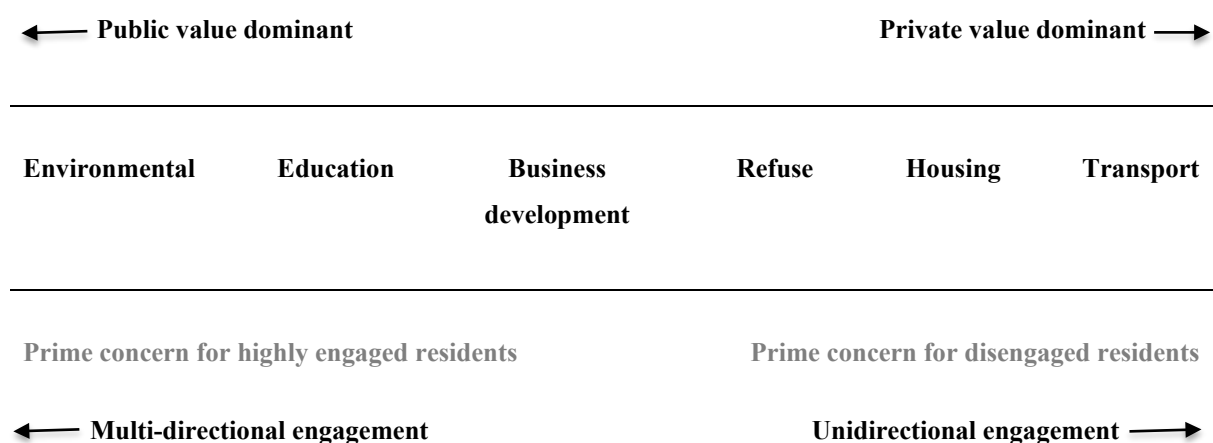 Public value dominant Private value dominant
Environmental Education Business Refuse Housing Transport
development
Prime concern for highly engaged residents Prime concern for disengaged residents
Multi-directional engagement Unidirectional engagement